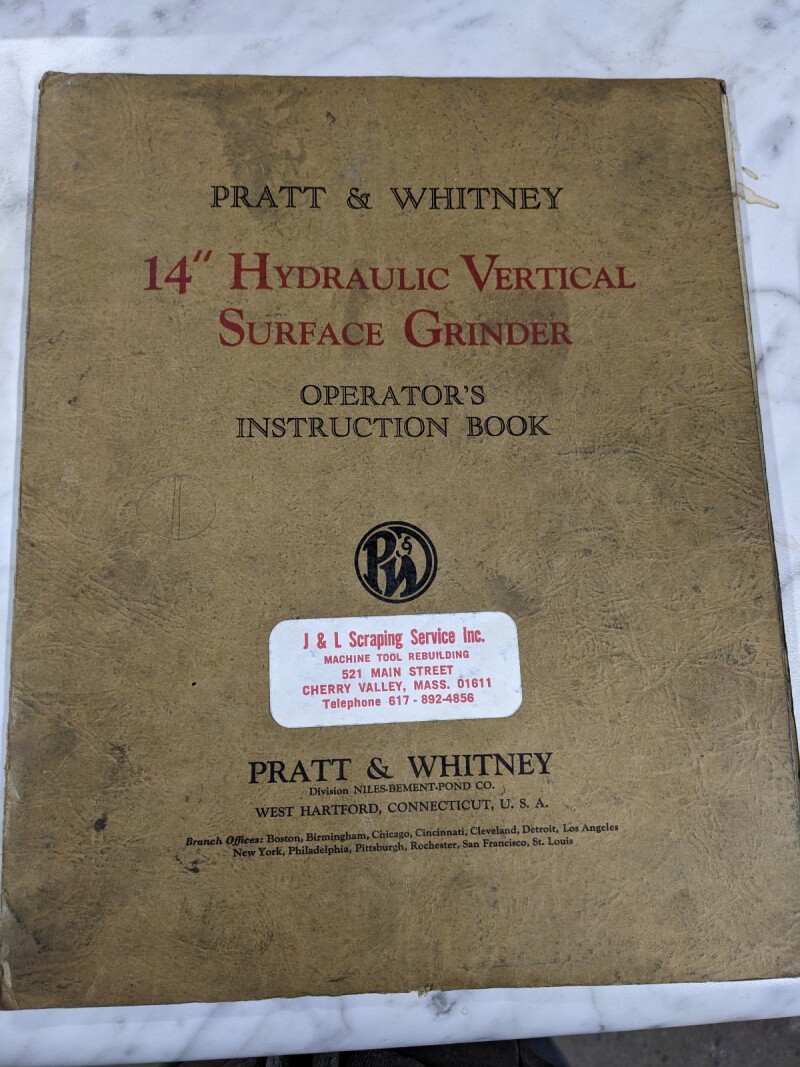 PRATT & WHITNEY
14" HYDRAULIC VERTICAL
SURFACE GRINDER
OPERATOR'S
INSTRUCTION BOOK
P&W
J & L Scraping Service Inc.
MACHINE TOOL REBUILDING
521 MAIN STREET
CHERRY VALLEY, MASS. 01611
Telephone 617 - 892-4856
PRATT & WHITNEY
Division NILES-BEMENT-POND CO.
WEST HARTFORD, CONNECTICUT, U. S. A.
Branch Offices: Boston, Birmingham, Chicago, Cincinnati, Cleveland, Detroit, Los Angeles
New York, Philadelphia, Pittsburgh, Rochester, San Francisco, St. Louis